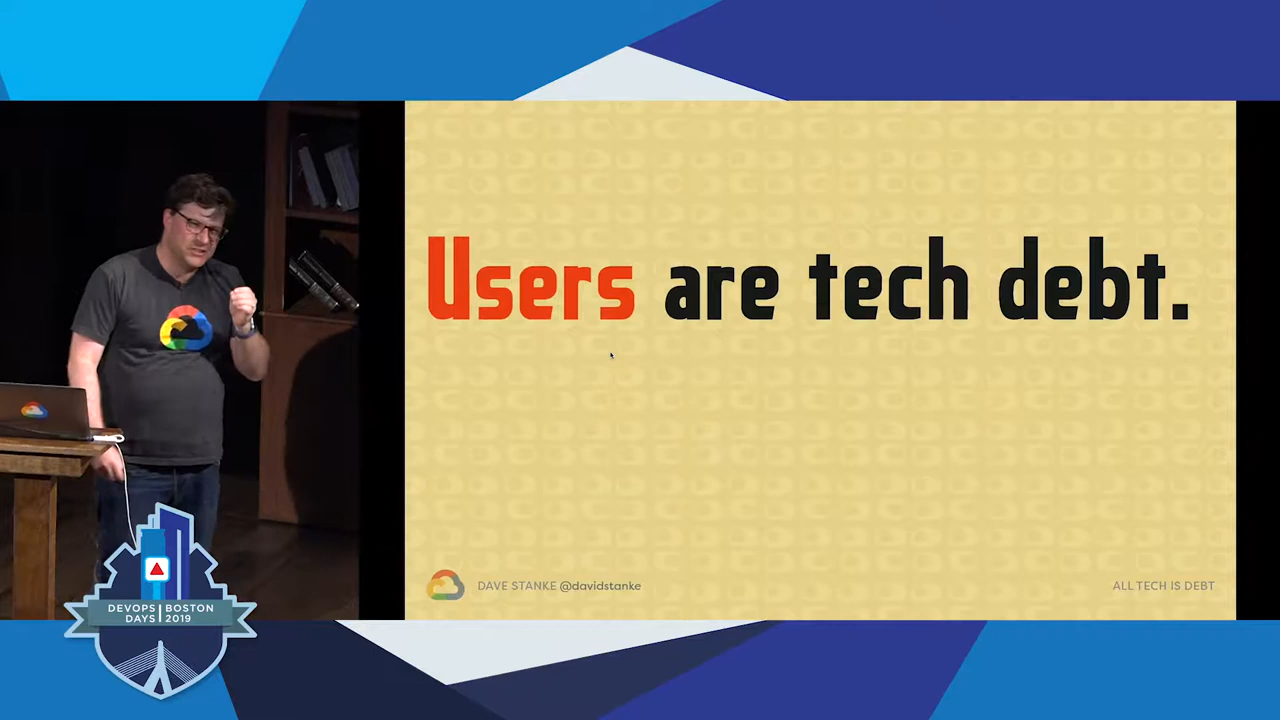 Users are tech debt.
DAVE STANKE @davidstanke
ALL TECH IS DEBT
DEVOPS BOSTON
DAYS 2019